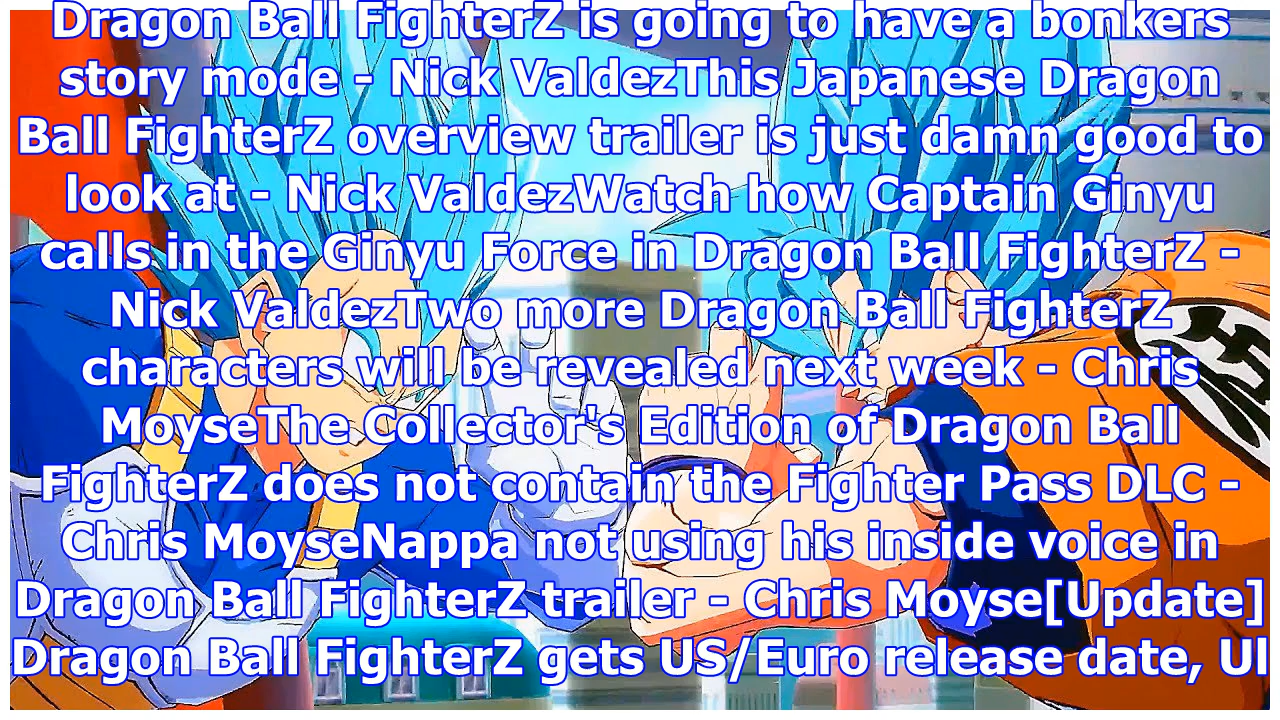 Dragon Ball FighterZ is going to have a bonkers
story mode - Nick ValdezThis Japanese Dragon
Ball FighterZ overview trailer is just damn good to
look at - Nick ValdezWatch how Captain Ginyu
calls in the Ginyu Force in Dragon Ball FighterZ -
Nick ValdezTwo more Dragon Ball FighterZ
characters will be revealed next week - Chris
MoyseThe Collector's Edition of Dragon Ball
FighterZ does not contain the Fighter Pass DLC -
Chris MoyseNappa not using his inside voice in
Dragon Ball FighterZ trailer - Chris Moyse[Update]
Dragon Ball FighterZ gets US/Euro release date,